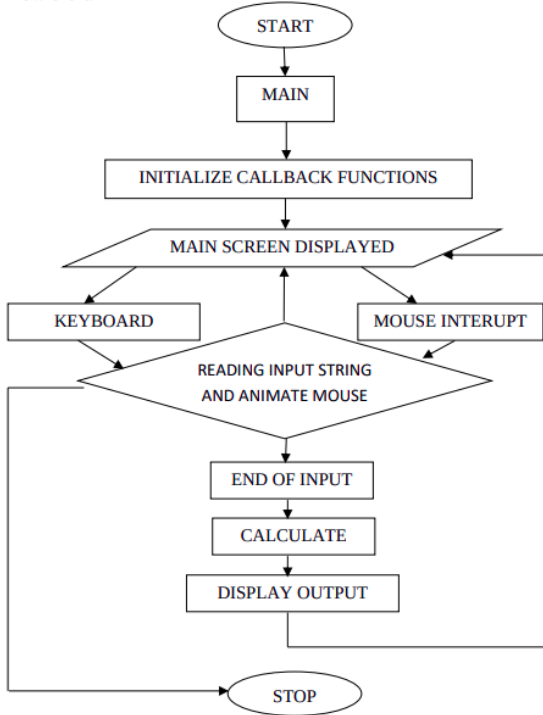 START
MAIN
INITIALIZE CALLBACK FUNCTIONS
MAIN SCREEN DISPLAYED
KEYBOARD
MOUSE INTERUPT
READING INPUT STRING
AND ANIMATE MOUSE
END OF INPUT
CALCULATE
DISPLAY OUTPUT
STOP